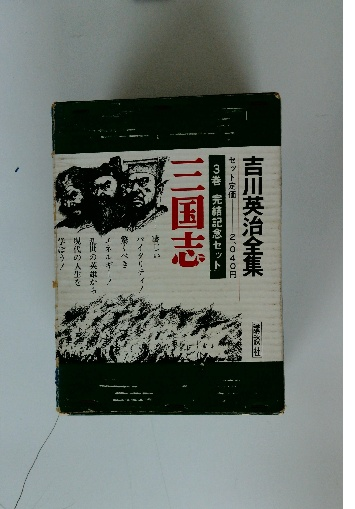 吉川英治全集
セット定価 2,040円
3巻 完結記念セット
三国志
逞しい
バイタリティ!
驚くべき
エネルギー!
乱世の英雄から
現代の人生を
学ぼう!
講談社